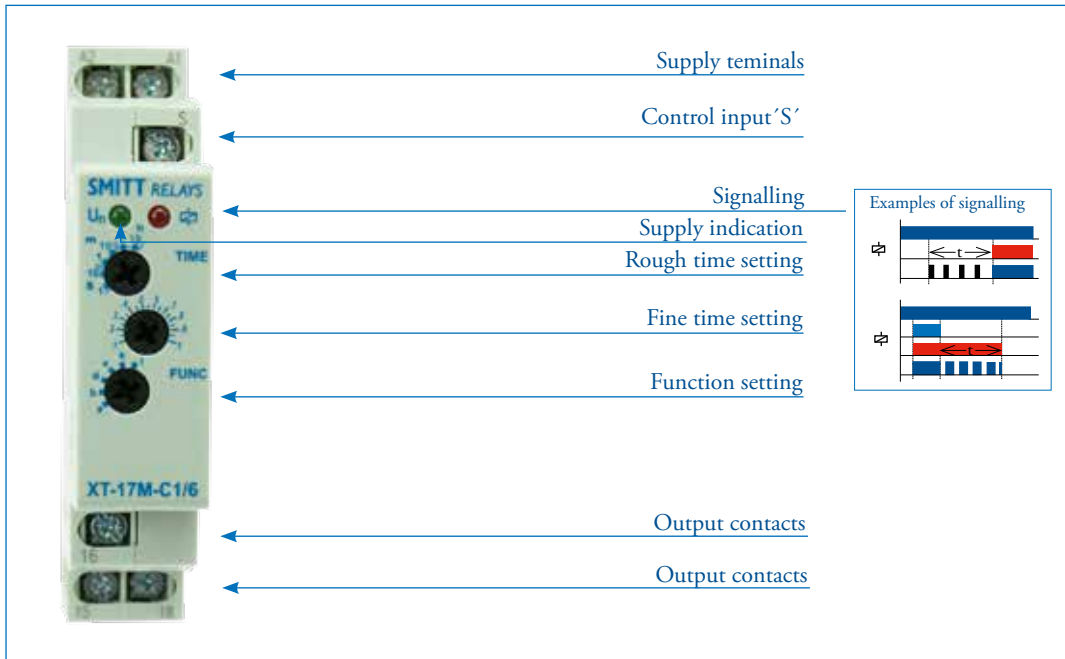 A2 A1
Supply teminals
S
Control input´S´
SMITT RELAYS
Signalling
Examples of signalling
Un
Supply indication
m
TIME
Rough time setting
t
Fine time setting
FUNC
Function setting
t
XT-17M-C1/6
Output contacts
16
Output contacts
15 18